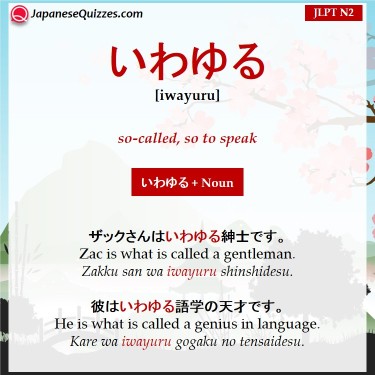 JapaneseQuizzes.com
JLPT N2
いわゆる
[iwayuru]
so-called, so to speak
いわゆる + Noun
ザックさんはいわゆる紳士です。
Zac is what is called a gentleman.
Zakku san wa iwayuru shinshidesu.
彼はいわゆる語学の天才です。
He is what is called a genius in language.
Kare wa iwayuru gogaku no tensaidesu.